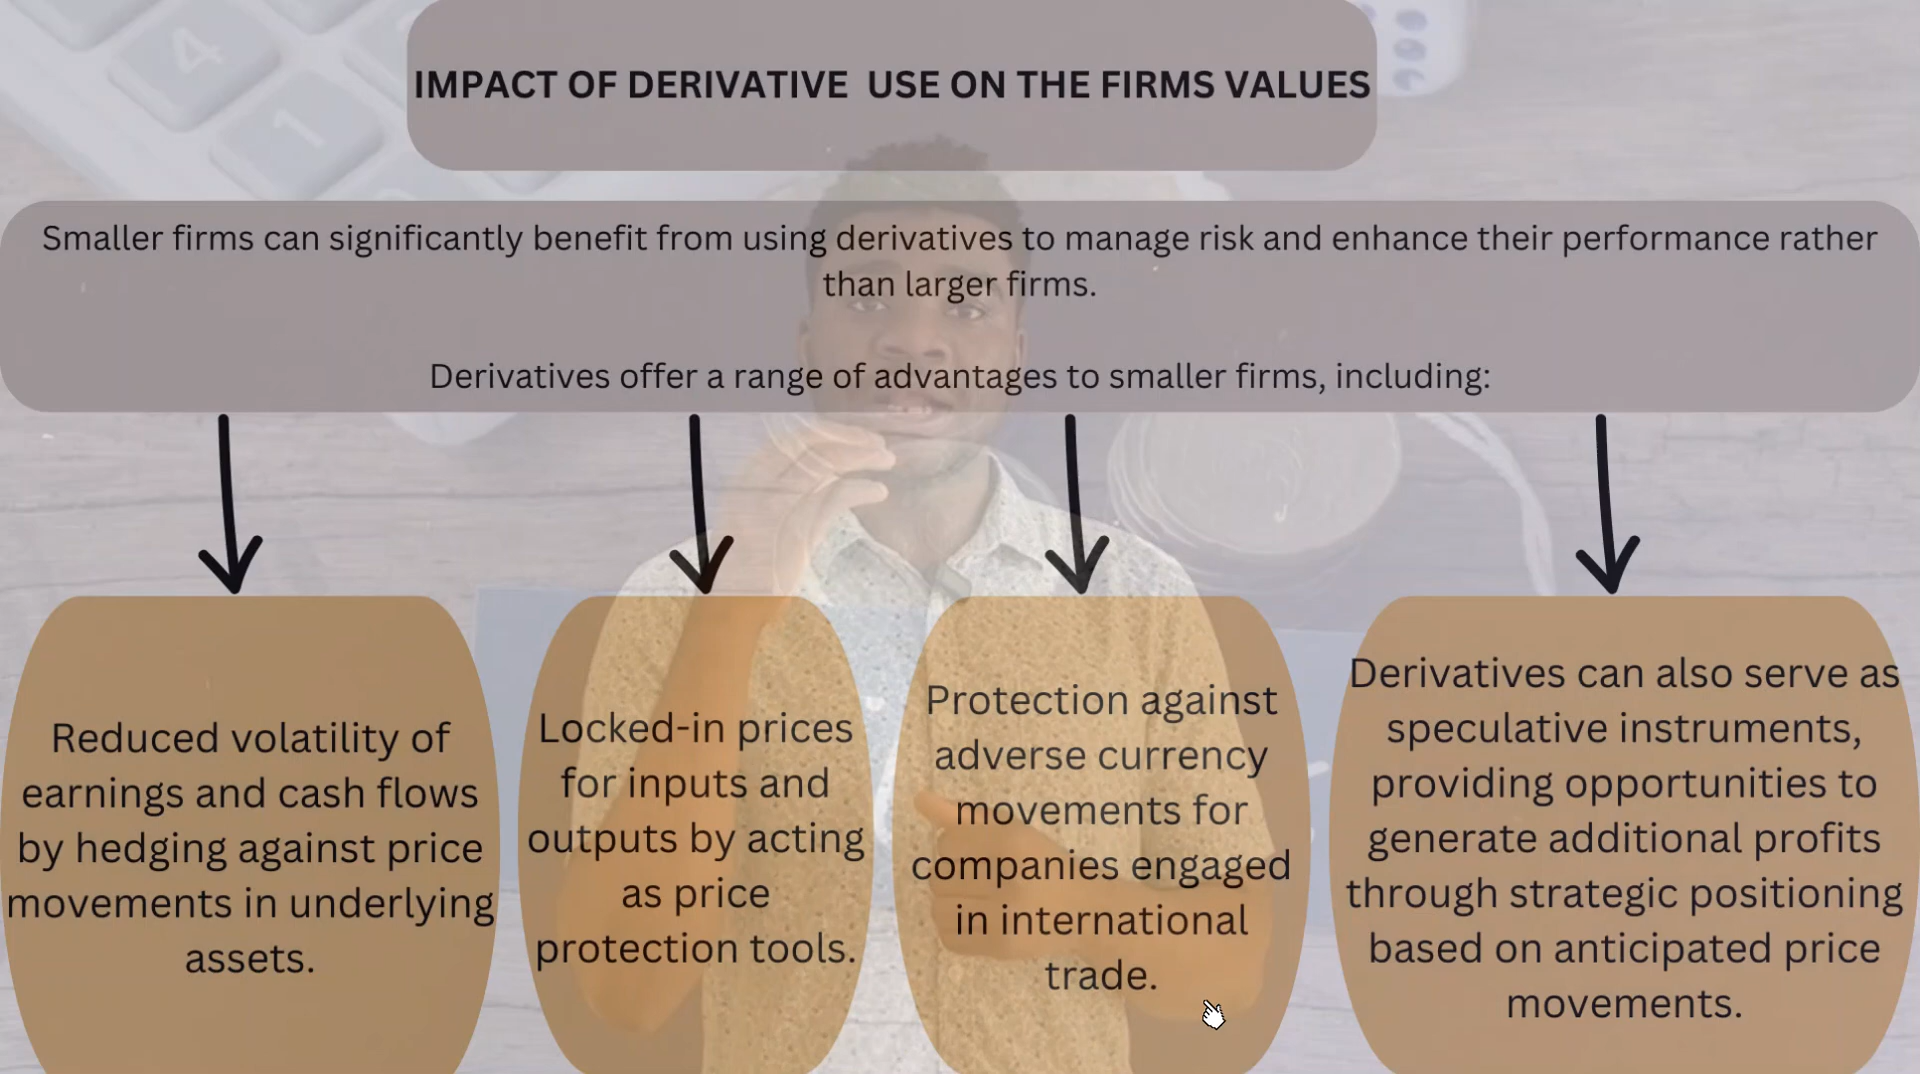 IMPACT OF DERIVATIVE  USE ON THE FIRMS VALUES
Smaller firms can significantly benefit from using derivatives to manage risk and enhance their performance rather
than larger firms.
Derivatives offer a range of advantages to smaller firms, including:
Reduced volatility of
earnings and cash flows
by hedging against price
movements in underlying
assets.
Locked-in prices
for inputs and
outputs by acting
as price
protection tools.
Protection against
adverse currency
movements for
companies engaged
in international
trade.
Derivatives can also serve as
speculative instruments,
providing opportunities to
generate additional profits
through strategic positioning
based on anticipated price
movements.
4
1